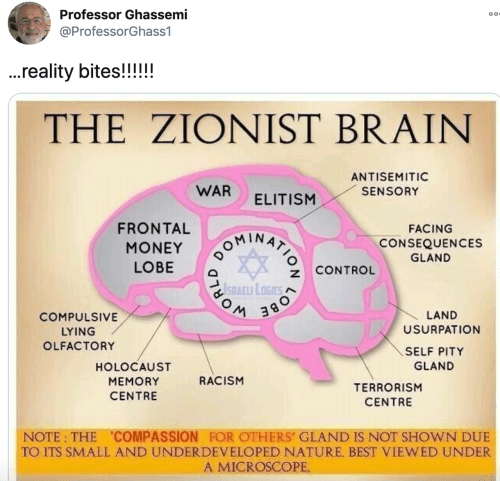 Professor Ghassemi
@ProfessorGhass1
...reality bites!!!!!!
THE ZIONIST BRAIN
ANTISEMITIC
SENSORY
WAR
ELITISM
FRONTAL
MONEY
LOBE
FACING
CONSEQUENCES
GLAND
WORLD DOMINATION LOBE
CONTROL
ISRAELI LOGICS
COMPULSIVE
LYING
OLFACTORY
LAND
USURPATION
HOLOCAUST
MEMORY
CENTRE
RACISM
SELF PITY
GLAND
TERRORISM
CENTRE
NOTE : THE 'COMPASSION FOR OTHERS' GLAND IS NOT SHOWN DUE
TO ITS SMALL AND UNDERDEVELOPED NATURE. BEST VIEWED UNDER
A MICROSCOPE.